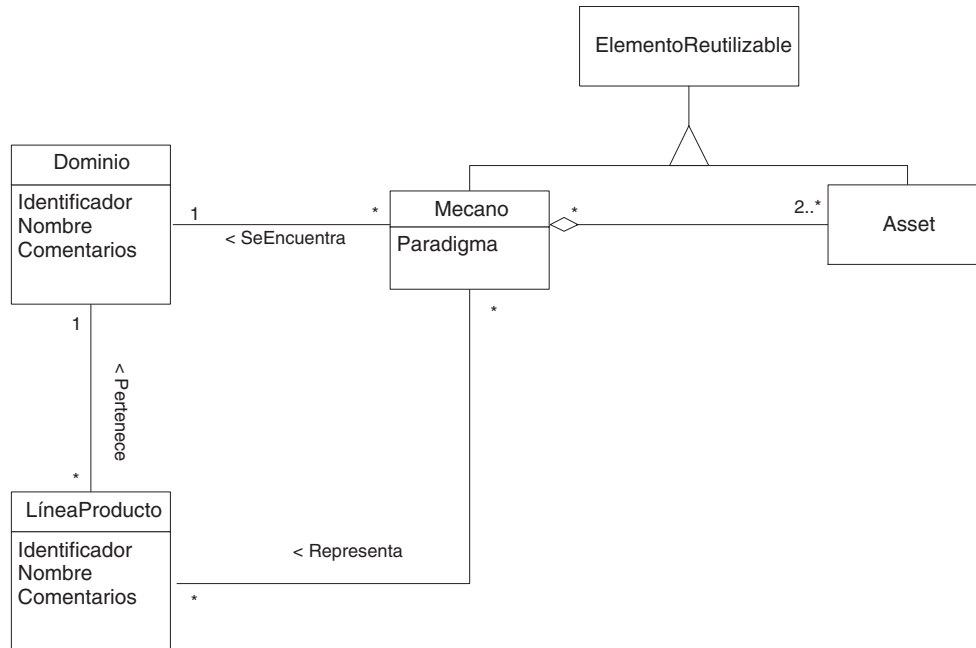 ElementoReutilizable
Dominio
Identificador
Nombre
Comentarios
1
*
< SeEncuentra
Mecano
Paradigma
*
2..*
Asset
*
1
< Pertenece
*
LíneaProducto
Identificador
Nombre
Comentarios
< Representa
*